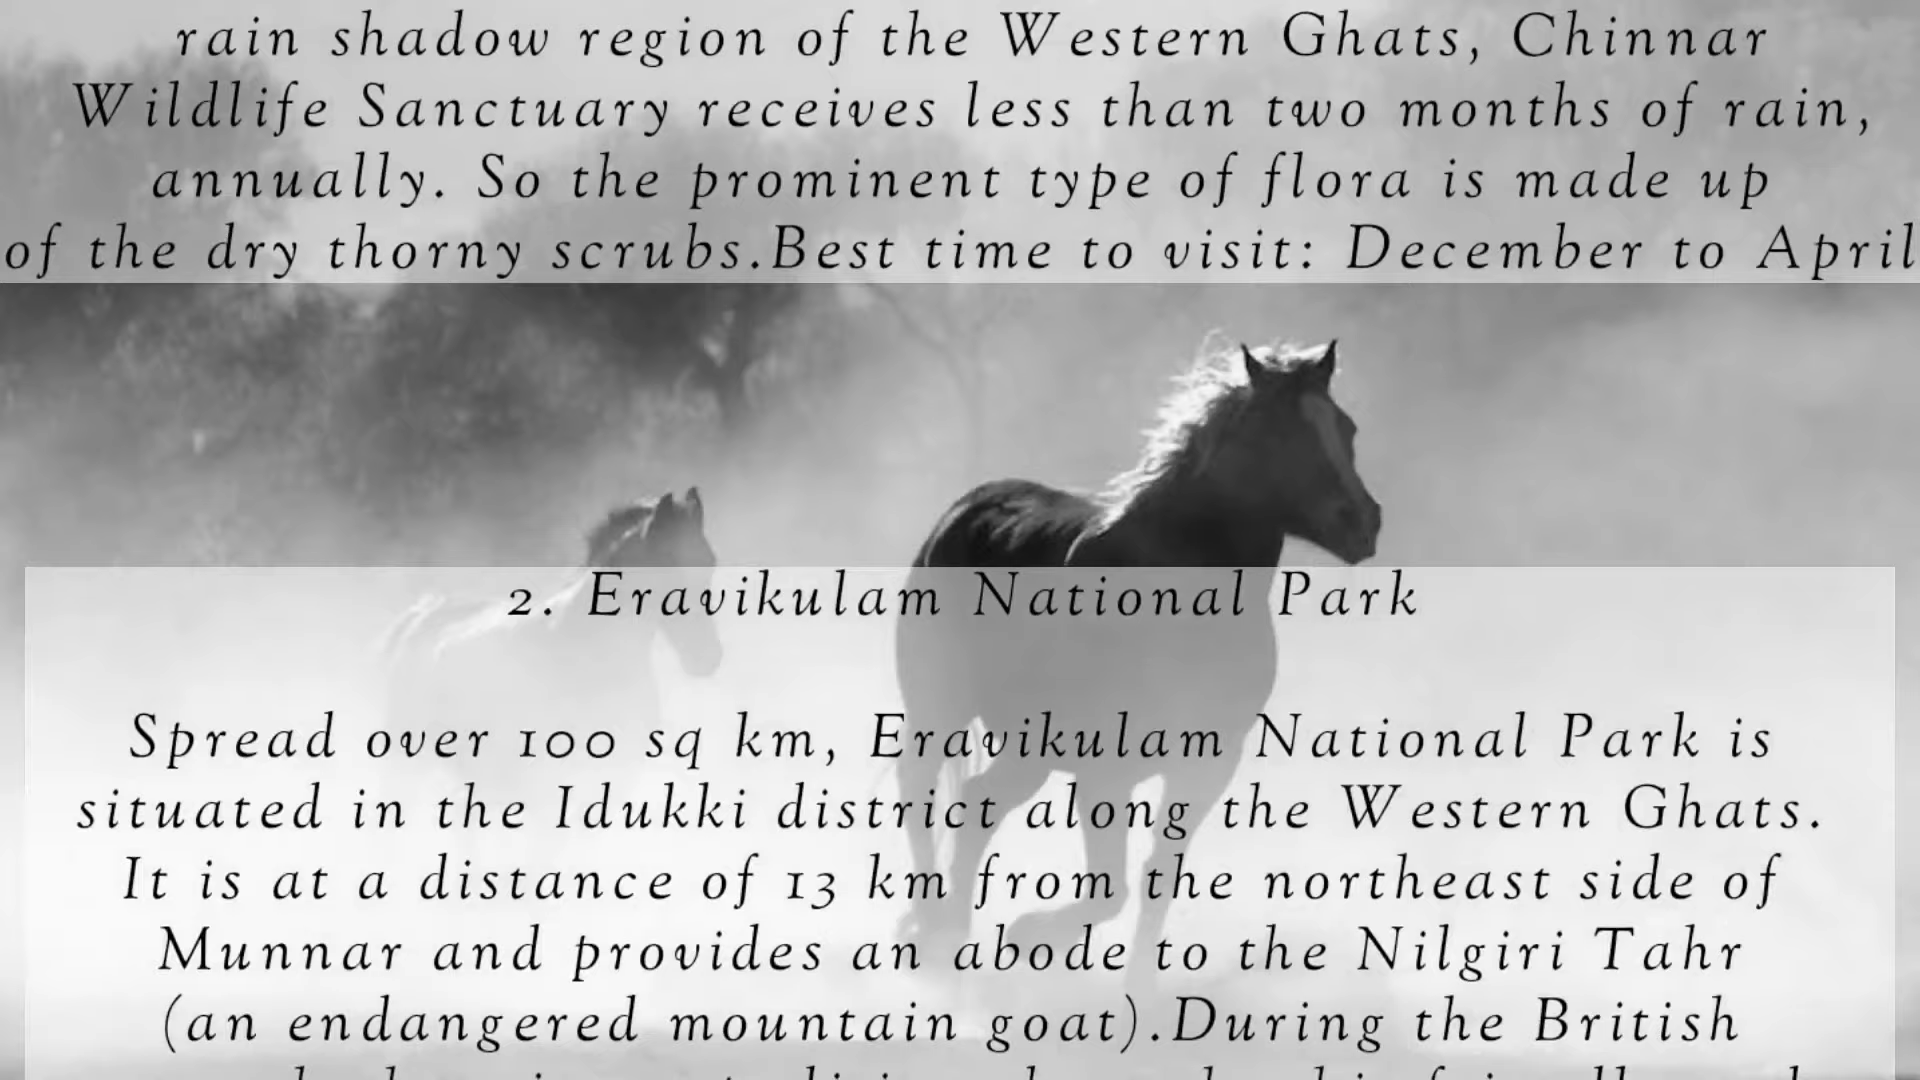 rain shadow region of the Western Ghats, Chinnar
Wildlife Sanctuary receives less than two months of rain,
annually. So the prominent type of flora is made up
of the dry thorny scrubs.Best time to visit: December to April
2. Eravikulam National Park
Spread over 100 sq km, Eravikulam National Park is
situated in the Idukki district along the Western Ghats.
It is at a distance of 13 km from the northeast side of
Munnar and provides an abode to the Nilgiri Tahr
(an endangered mountain goat).During the British